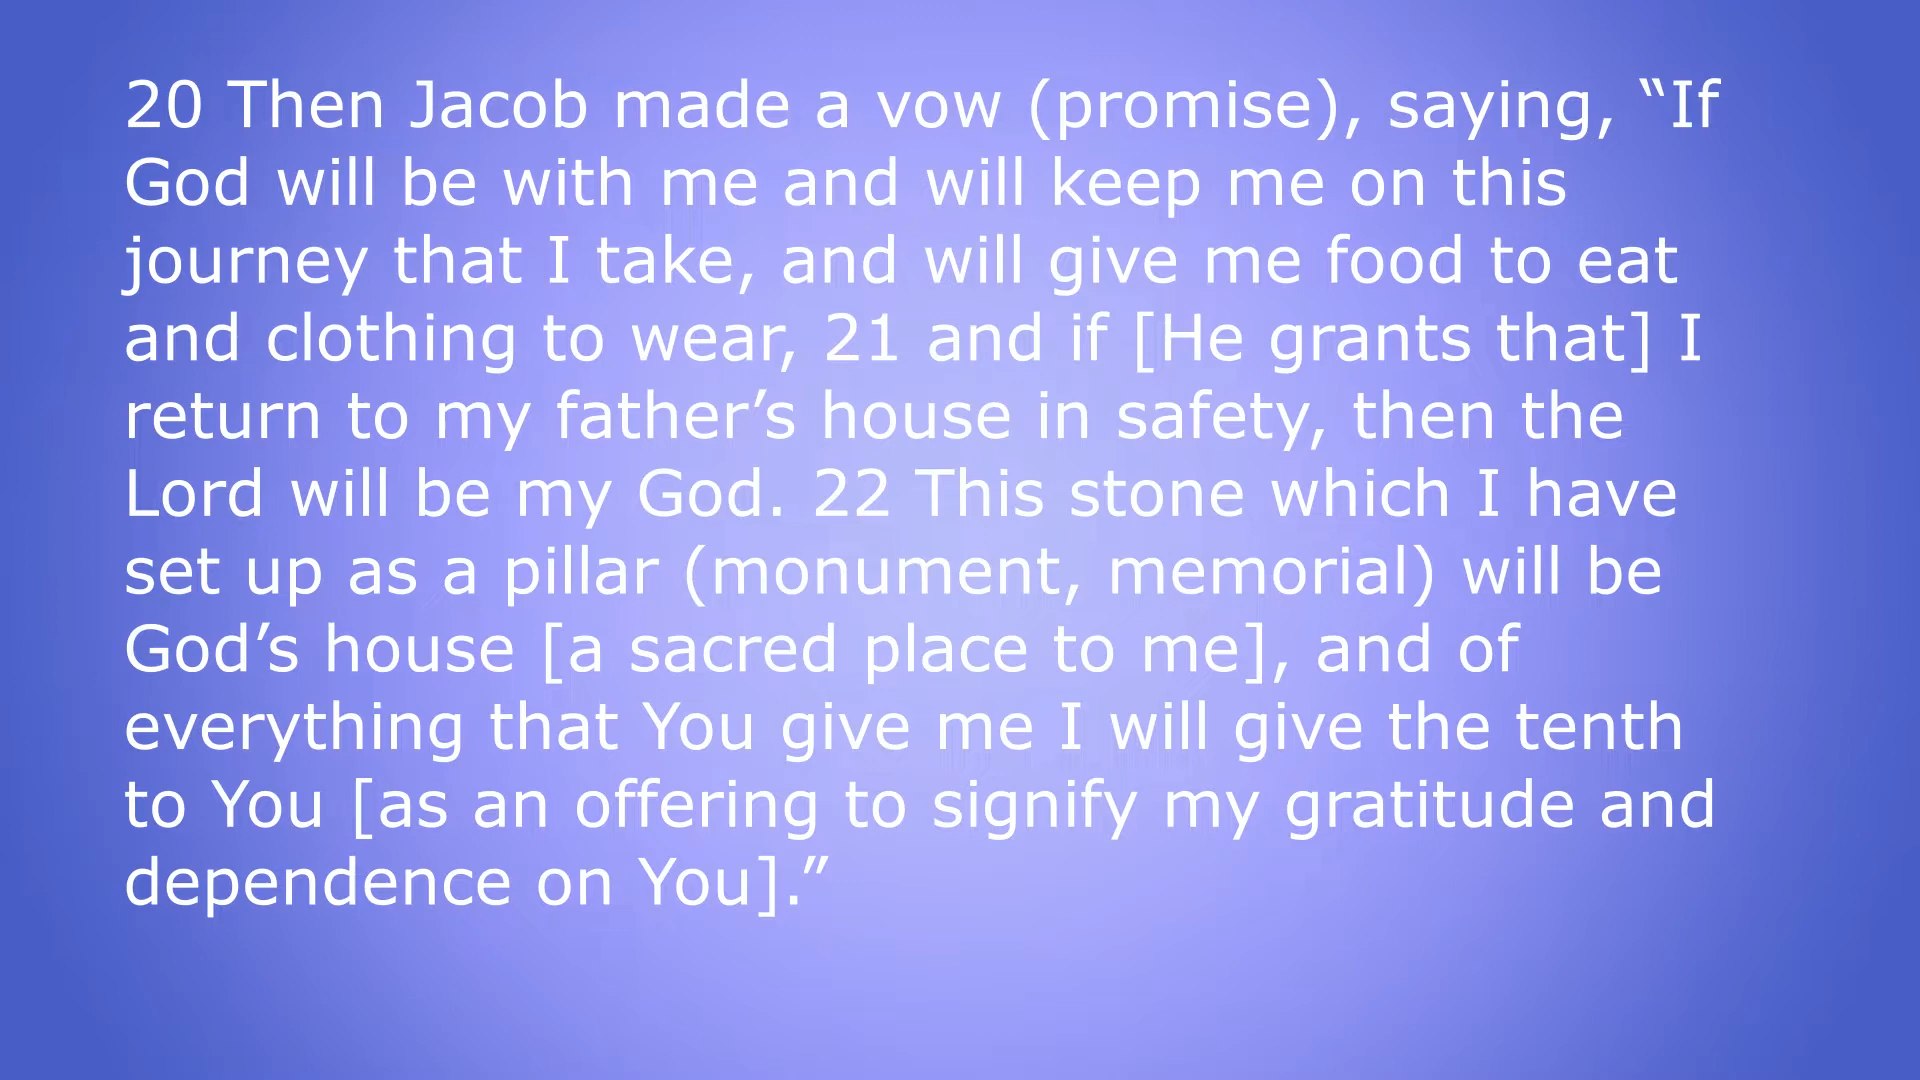 20 Then Jacob made a vow (promise), saying, “If
God will be with me and will keep me on this
journey that I take, and will give me food to eat
and clothing to wear, 21 and if [He grants that] I
return to my father’s house in safety, then the
Lord will be my God. 22 This stone which I have
set up as a pillar (monument, memorial) will be
God’s house [a sacred place to me], and of
everything that You give me I will give the tenth
to You [as an offering to signify my gratitude and
dependence on You].”